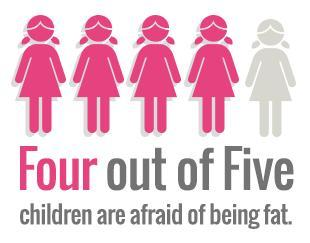 Four out of Five
children are afraid of being fat.